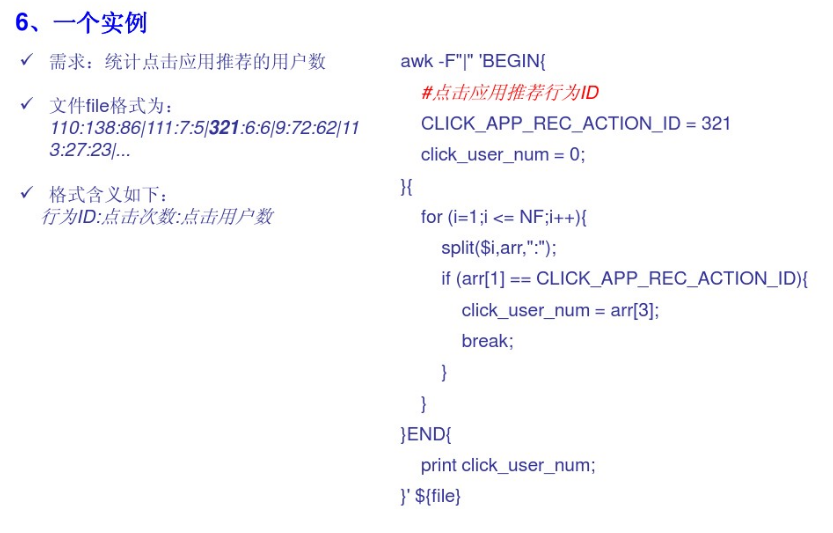 6、一个实例
✓ 需求：统计点击应用推荐的用户数
✓ 文件file格式为：
110:138:86|111:7:5|321:6:6|9:72:62|11
3:27:23|...
✓ 格式含义如下：
行为ID:点击次数:点击用户数
awk -F"|" 'BEGIN{
#点击应用推荐行为ID
CLICK_APP_REC_ACTION_ID = 321
click_user_num = 0;
}{
for (i=1;i <= NF;i++){
split($i,arr,":");
if (arr[1] == CLICK_APP_REC_ACTION_ID){
click_user_num = arr[3];
break;
}
}
}END{
print click_user_num;
}' ${file}